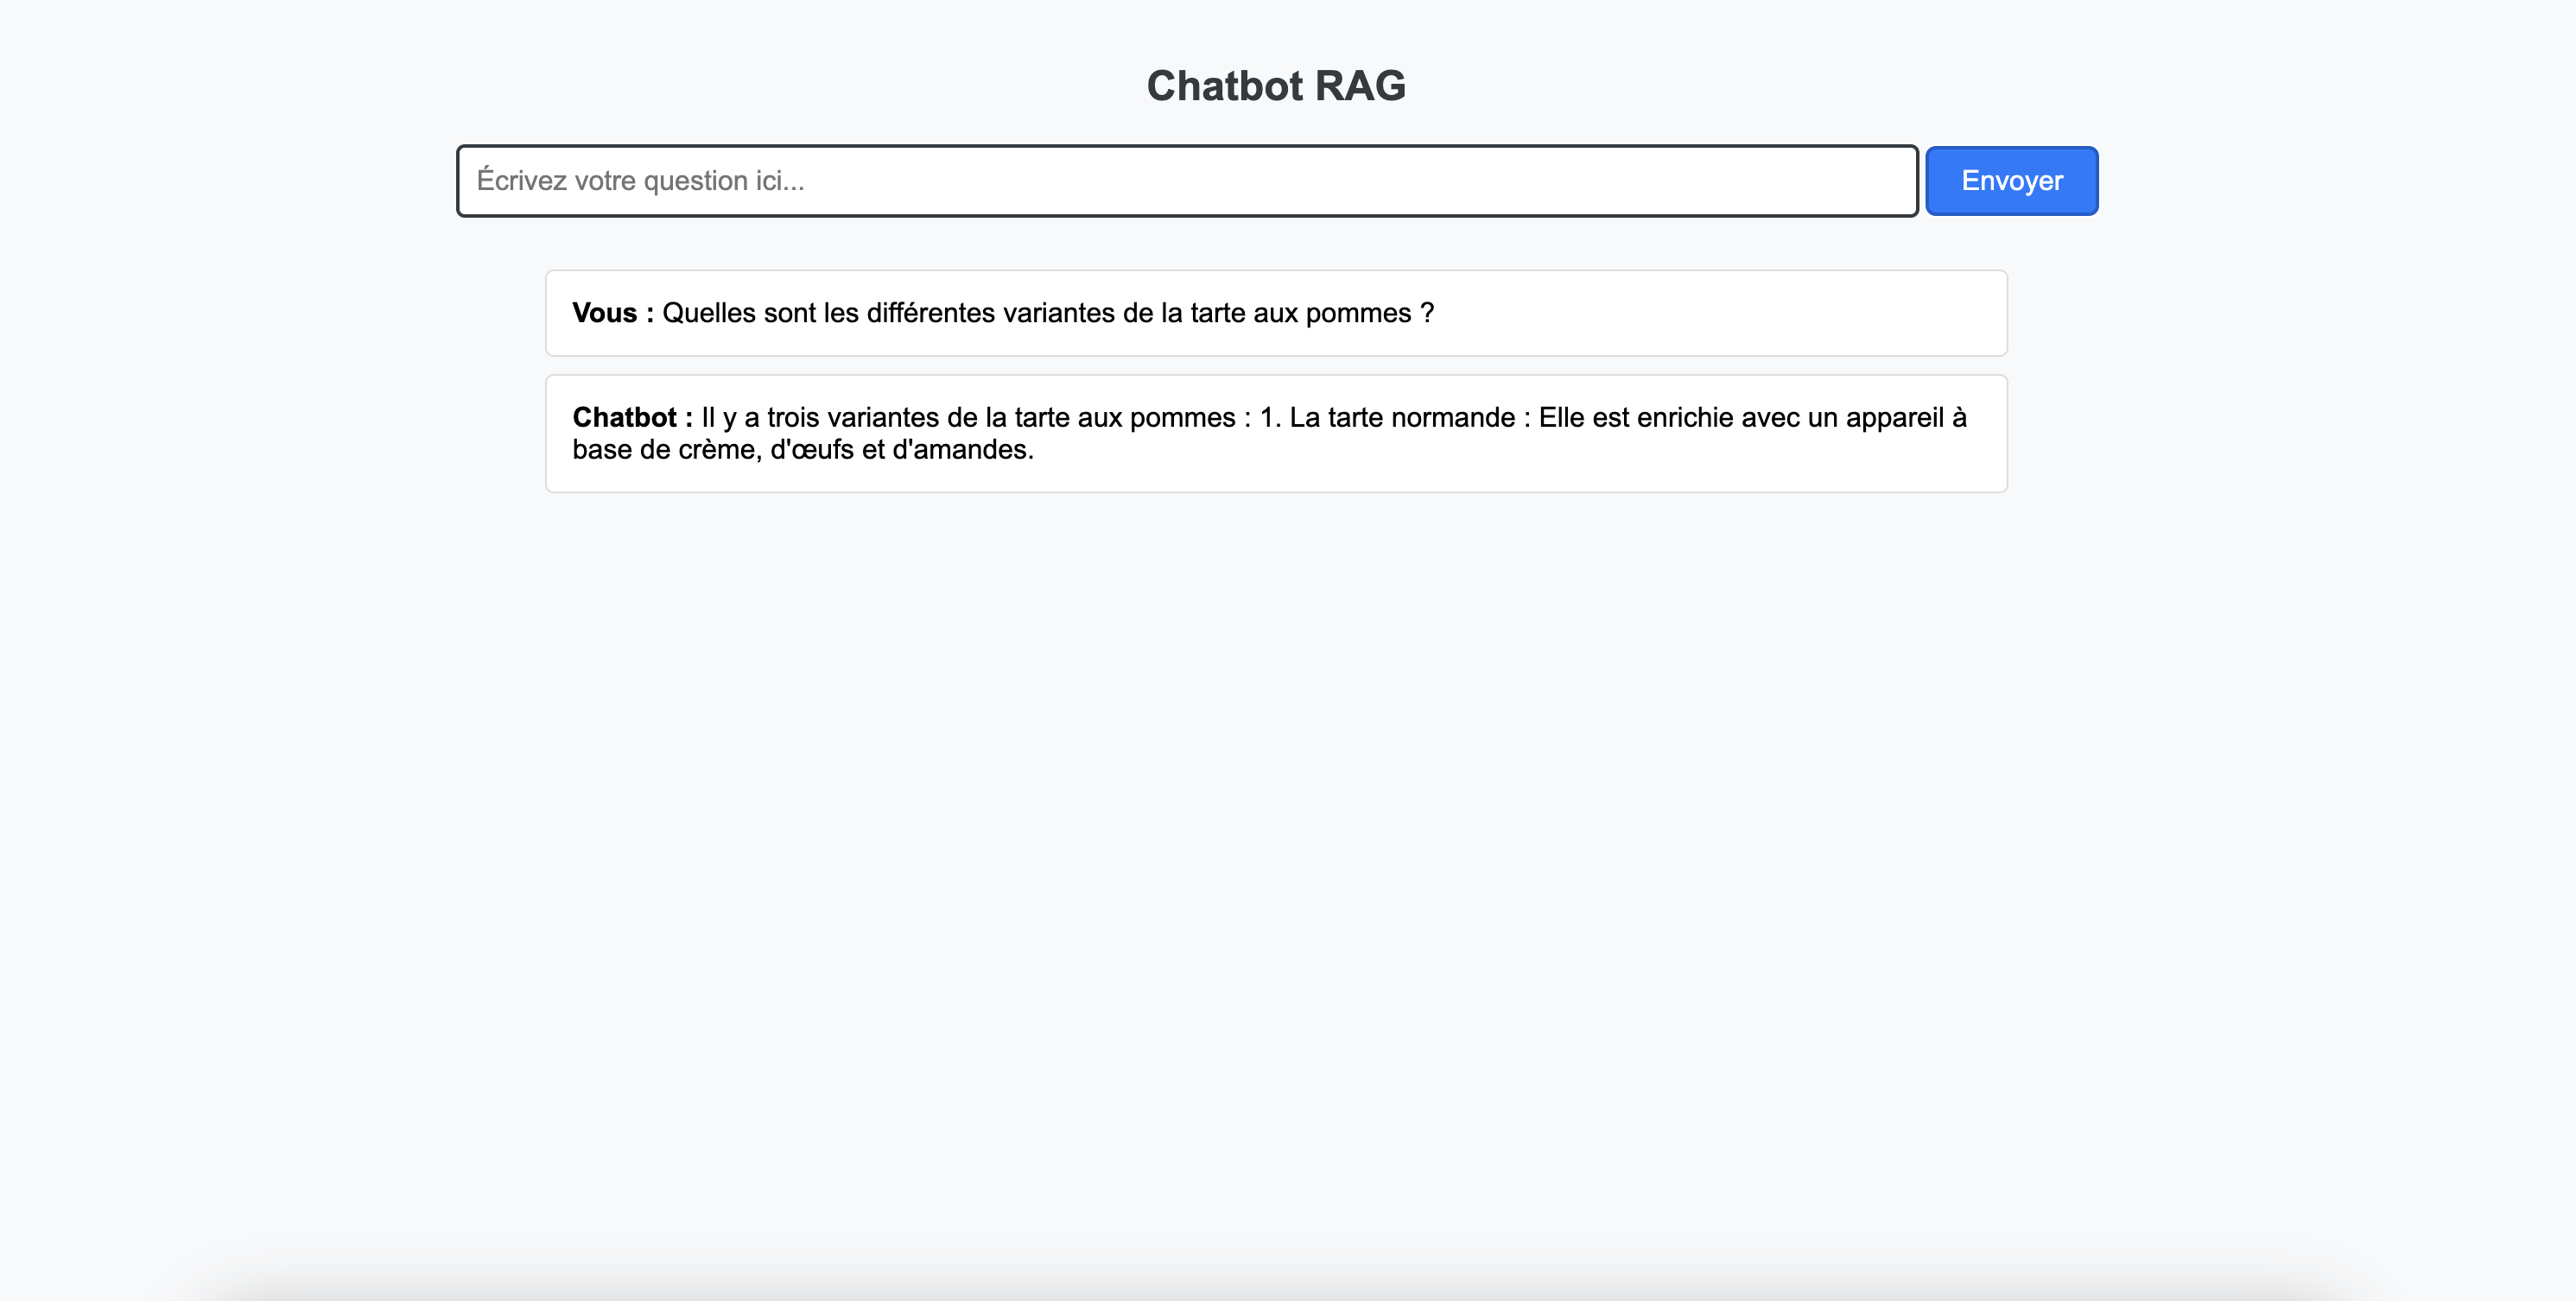 Chatbot RAG
Écrivez votre question ici...
Envoyer
Vous : Quelles sont les différentes variantes de la tarte aux pommes ?
Chatbot : Il y a trois variantes de la tarte aux pommes : 1. La tarte normande : Elle est enrichie avec un appareil à
base de crème, d'œufs et d'amandes.